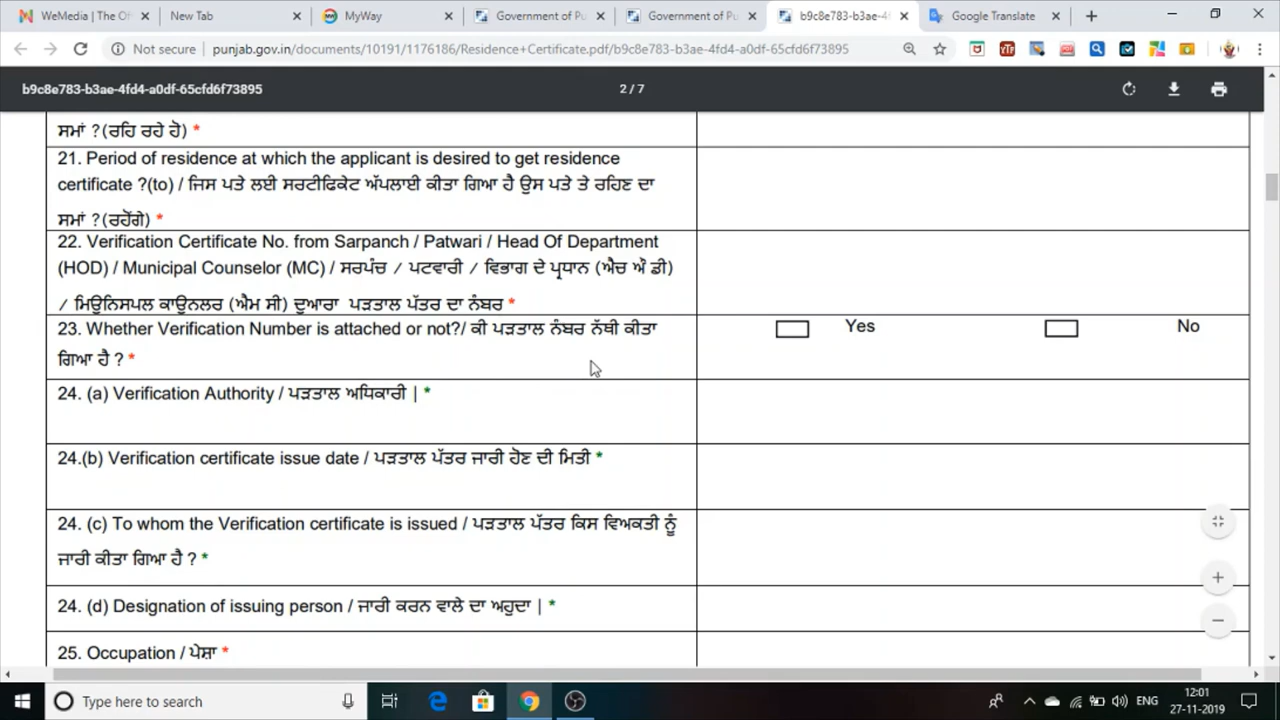 WeMedia | The Of
New Tab
MyWay
Government of Pu
Government of Pu
b9c8e783-b3ae-4f
Google Translate
Not secure | punjab.gov.in/documents/10191/1176186/Residence+Certificate.pdf/b9c8e783-b3ae-4fd4-a0df-65cfd6f73895
b9c8e783-b3ae-4fd4-a0df-65cfd6f73895
2 / 7
ਸਮਾਂ ?(ਰਹਿ ਰਹੇ ਹੋ) *
21. Period of residence at which the applicant is desired to get residence
certificate ?(to) / ਜਿਸ ਪਤੇ ਲਈ ਸਰਟੀਫਿਕੇਟ ਅੱਪਲਾਈ ਕੀਤਾ ਗਿਆ ਹੈ ਉਸ ਪਤੇ ਤੇ ਰਹਿਣ ਦਾ
ਸਮਾਂ ?(ਰਹੋਂਗੇ) *
22. Verification Certificate No. from Sarpanch / Patwari / Head Of Department
(HOD) / Municipal Counselor (MC) / ਸਰਪੰਚ / ਪਟਵਾਰੀ / ਵਿਭਾਗ ਦੇ ਪ੍ਰਧਾਨ (ਐਚ ਔ ਡੀ)
/ ਮਿਊਨਿਸਪਲ ਕਾਊਨਲਰ (ਐਮ ਸੀ) ਦੁਆਰਾ ਪੜਤਾਲ ਪੱਤਰ ਦਾ ਨੰਬਰ *
23. Whether Verification Number is attached or not?/ ਕੀ ਪੜਤਾਲ ਨੰਬਰ ਨੱਥੀ ਕੀਤਾ
ਗਿਆ ਹੈ ? *
Yes
No
24. (a) Verification Authority / ਪੜਤਾਲ ਅਧਿਕਾਰੀ | *
24.(b) Verification certificate issue date / ਪੜਤਾਲ ਪੱਤਰ ਜਾਰੀ ਹੋਣ ਦੀ ਮਿਤੀ *
24. (c) To whom the Verification certificate is issued / ਪੜਤਾਲ ਪੱਤਰ ਕਿਸ ਵਿਅਕਤੀ ਨੂੰ
ਜਾਰੀ ਕੀਤਾ ਗਿਆ ਹੈ ? *
24. (d) Designation of issuing person / ਜਾਰੀ ਕਰਨ ਵਾਲੇ ਦਾ ਅਹੁਦਾ | *
25. Occupation / ਪੇਸ਼ਾ *
Type here to search
ENG
12:01
27-11-2019